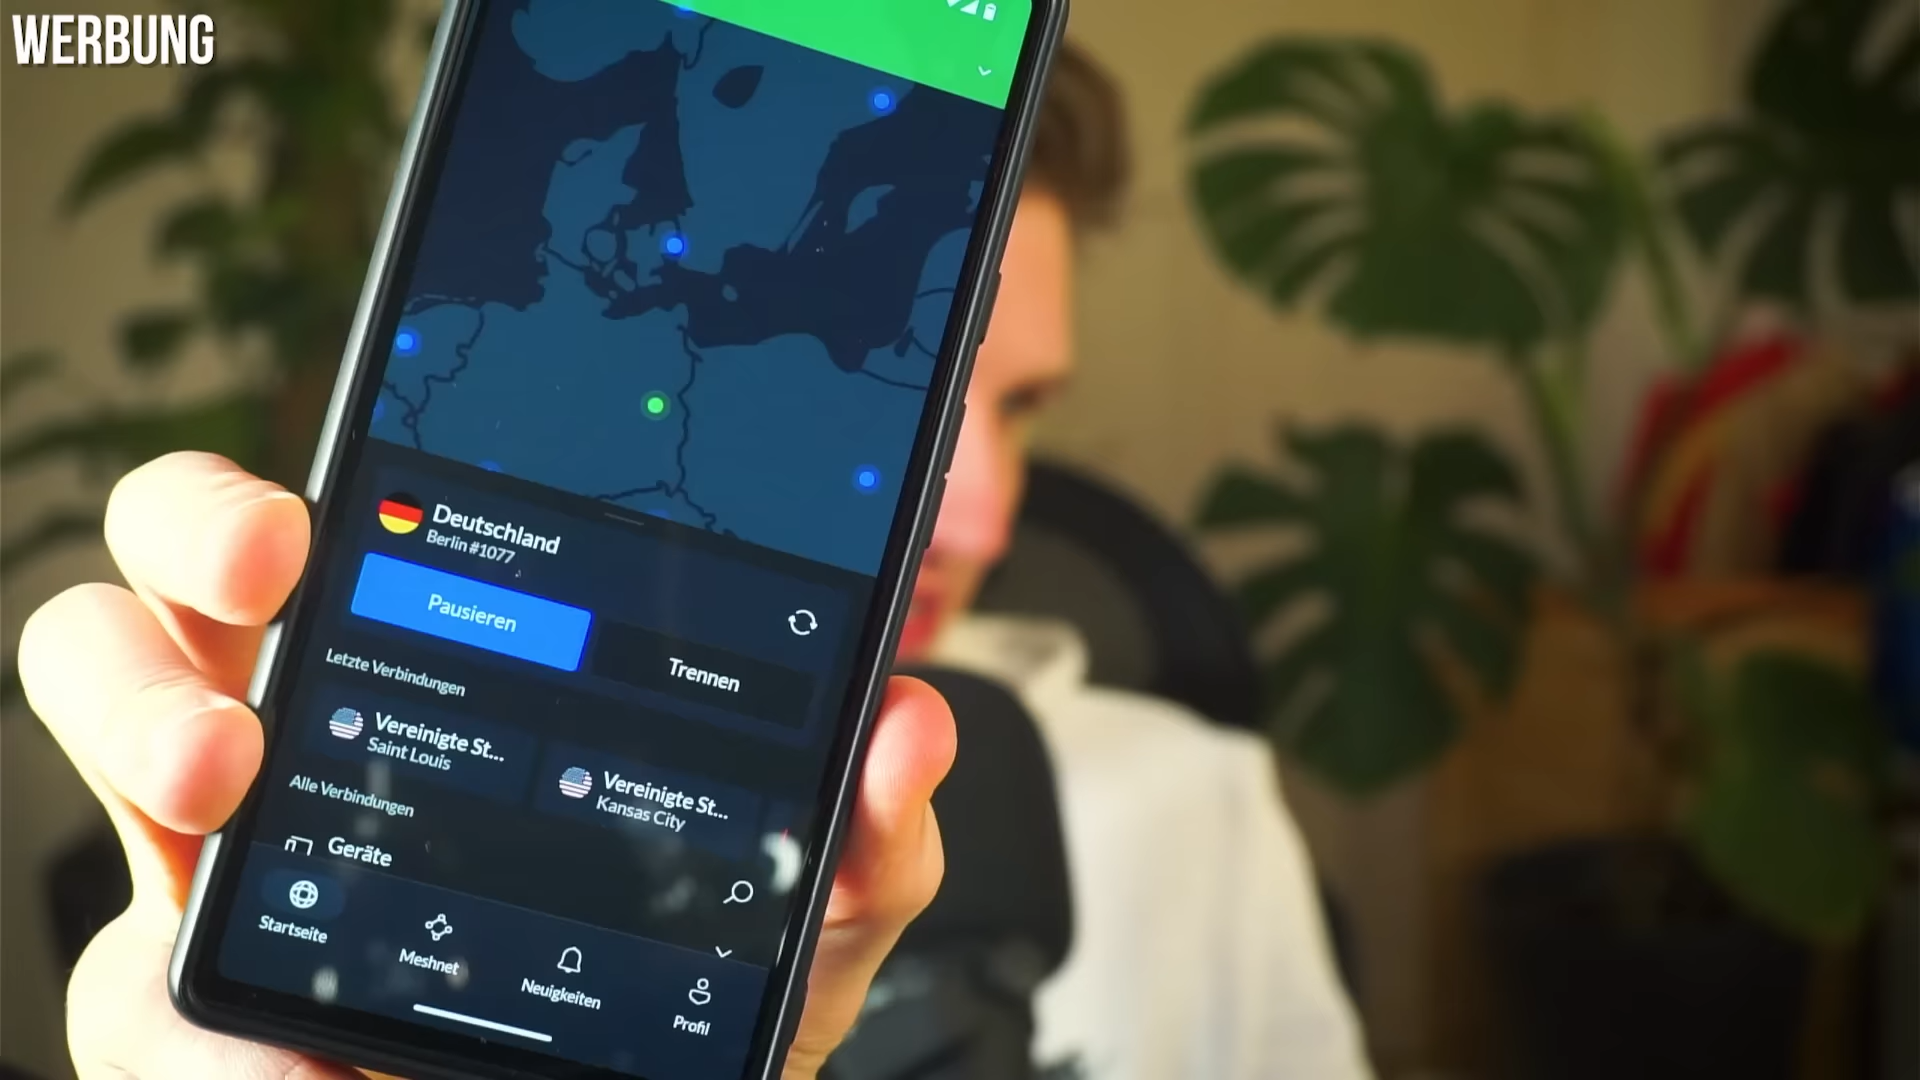 WERBUNG
Deutschland
Berlin #1077
Pausieren
Trennen
Letzte Verbindungen
Vereinigte St...
Saint Louis
Vereinigte St...
Kansas City
Alle Verbindungen
Geräte
Startseite
Meshnet
Neuigkeiten
Profil